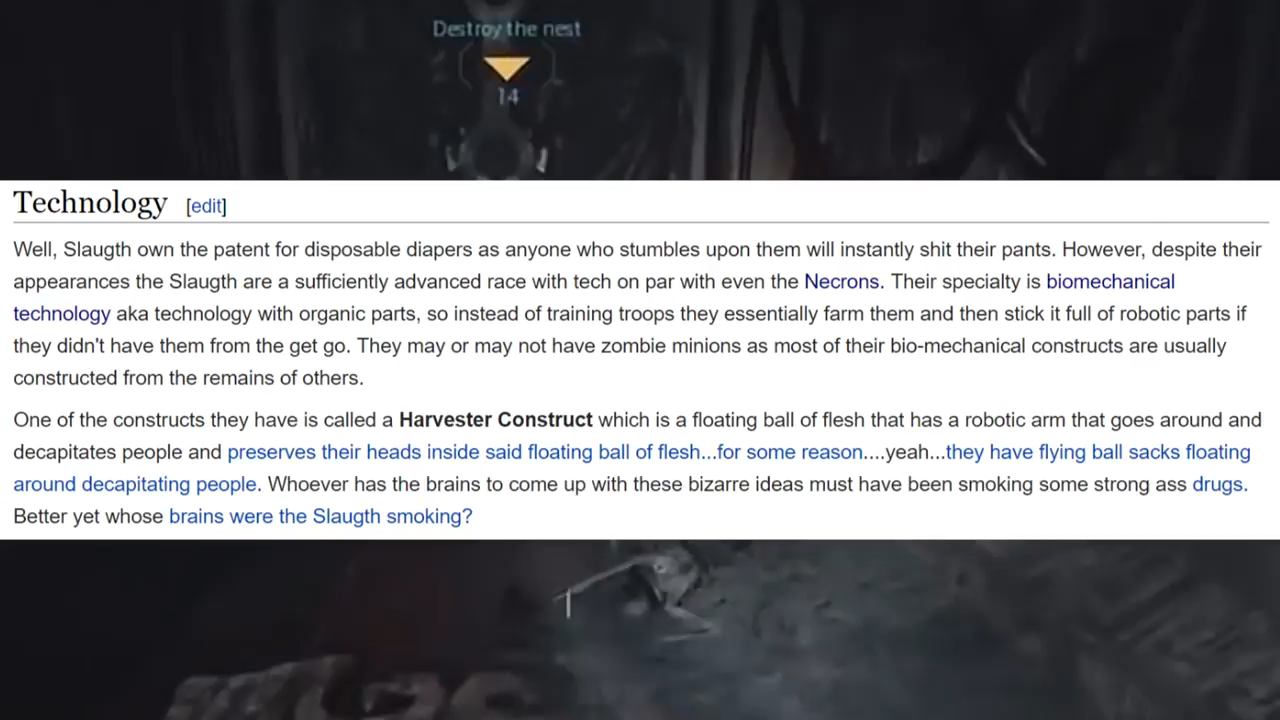 Destroy the nest
14
Technology [edit]
Well, Slaugth own the patent for disposable diapers as anyone who stumbles upon them will instantly shit their pants. However, despite their
appearances the Slaugth are a sufficiently advanced race with tech on par with even the Necrons. Their specialty is biomechanical
technology aka technology with organic parts, so instead of training troops they essentially farm them and then stick it full of robotic parts if
they didn't have them from the get go. They may or may not have zombie minions as most of their bio-mechanical constructs are usually
constructed from the remains of others.
One of the constructs they have is called a Harvester Construct which is a floating ball of flesh that has a robotic arm that goes around and
decapitates people and preserves their heads inside said floating ball of flesh...for some reason....yeah...they have flying ball sacks floating
around decapitating people. Whoever has the brains to come up with these bizarre ideas must have been smoking some strong ass drugs.
Better yet whose brains were the Slaugth smoking?